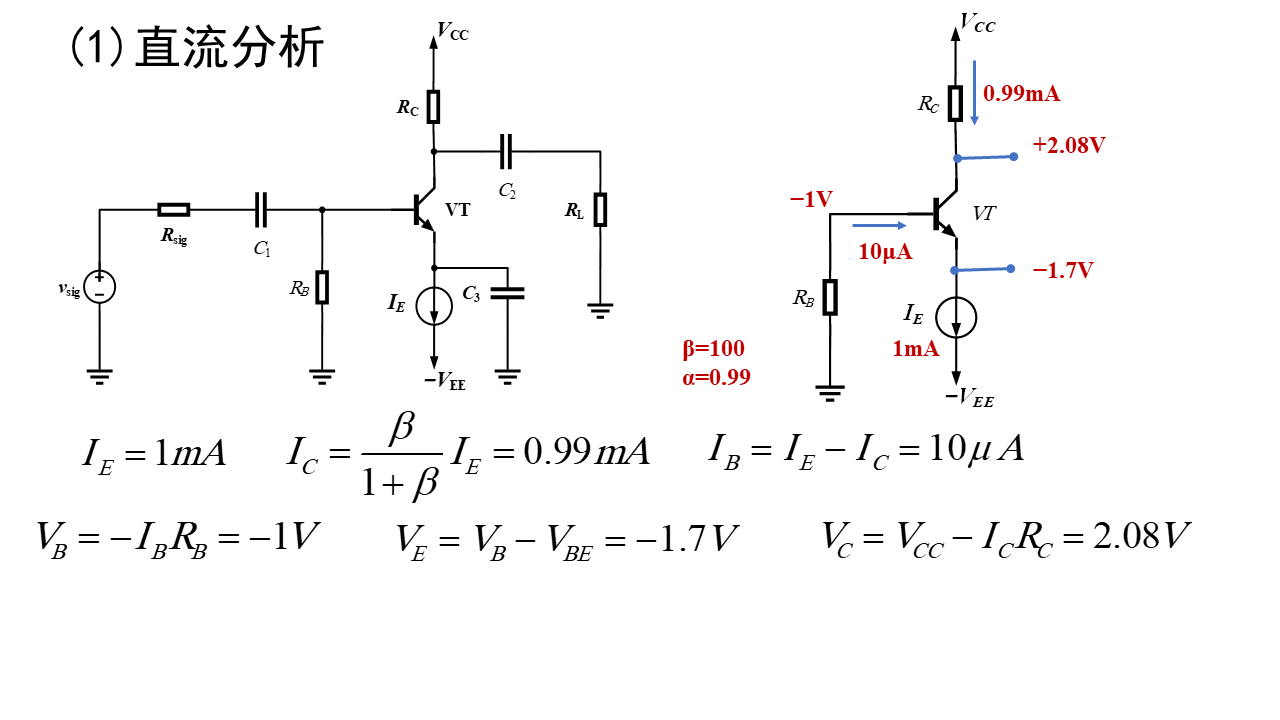 (1)直流分析
V_CC
R_C
C_2
VT
R_L
R_sig
C_1
v_sig
R_B
I_E
C_3
−V_EE
V_CC
R_C
0.99mA
+2.08V
−1V
VT
10μA
−1.7V
R_B
I_E
1mA
β=100
α=0.99
−V_EE
I_E = 1mA
I_C = β/(1+β) I_E = 0.99mA
I_B = I_E − I_C = 10μA
V_B = −I_B R_B = −1V
V_E = V_B − V_BE = −1.7V
V_C = V_CC − I_C R_C = 2.08V